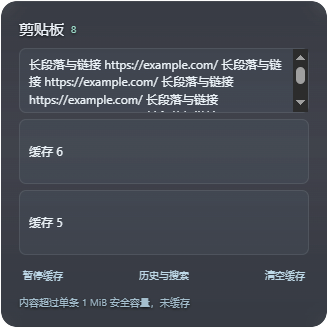 剪贴板 8
长段落与链接 https://example.com/ 长段落与链
接 https://example.com/ 长段落与链接
https://example.com/ 长段落与链接
缓存 6
缓存 5
暂停缓存 历史与搜索 清空缓存
内容超过单条 1 MiB 安全容量，未缓存